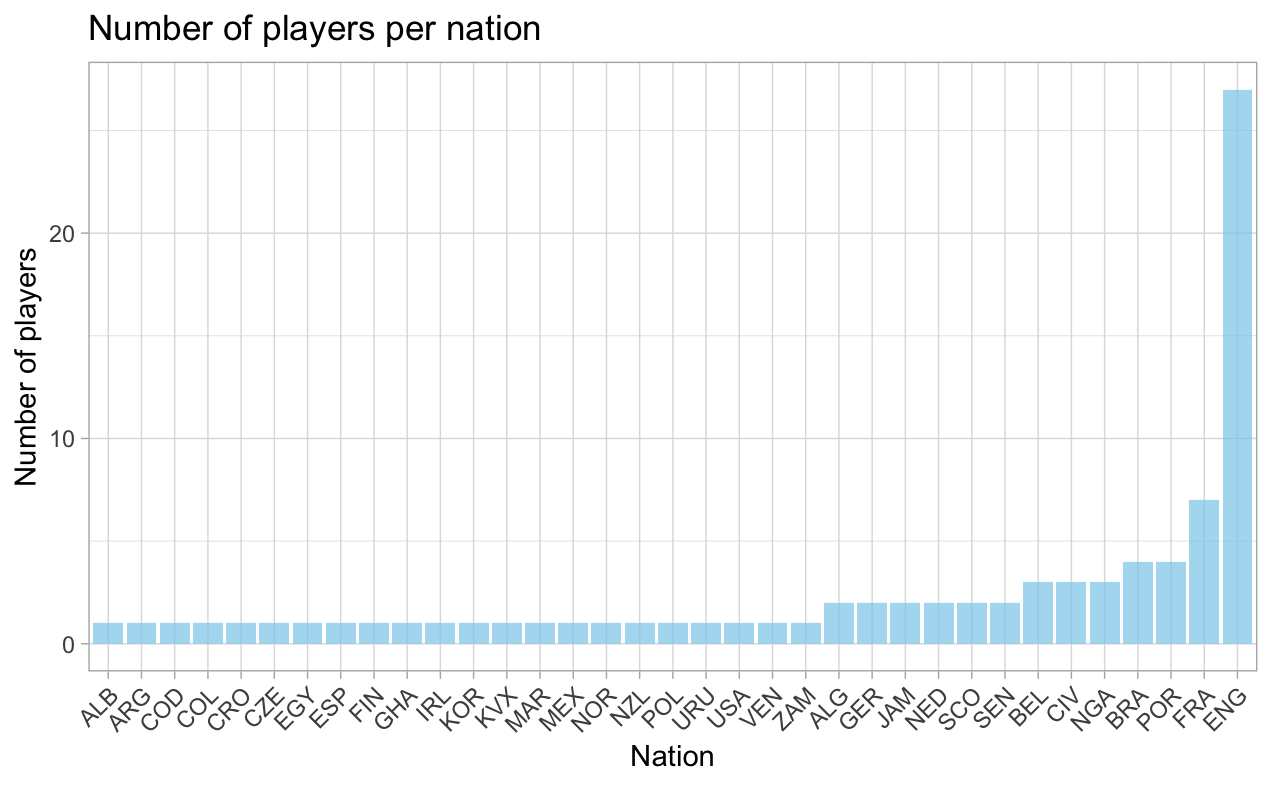 Number of players per nation
Number of players
20
10
0
ALB ARG COD COL CRO CZE EGY ESP FIN GHA IRL KOR KVX MAR MEX NOR NZL POL URU USA VEN ZAM ALG GER JAM NED SCO SEN BEL CIV NGA BRA POR FRA ENG
Nation